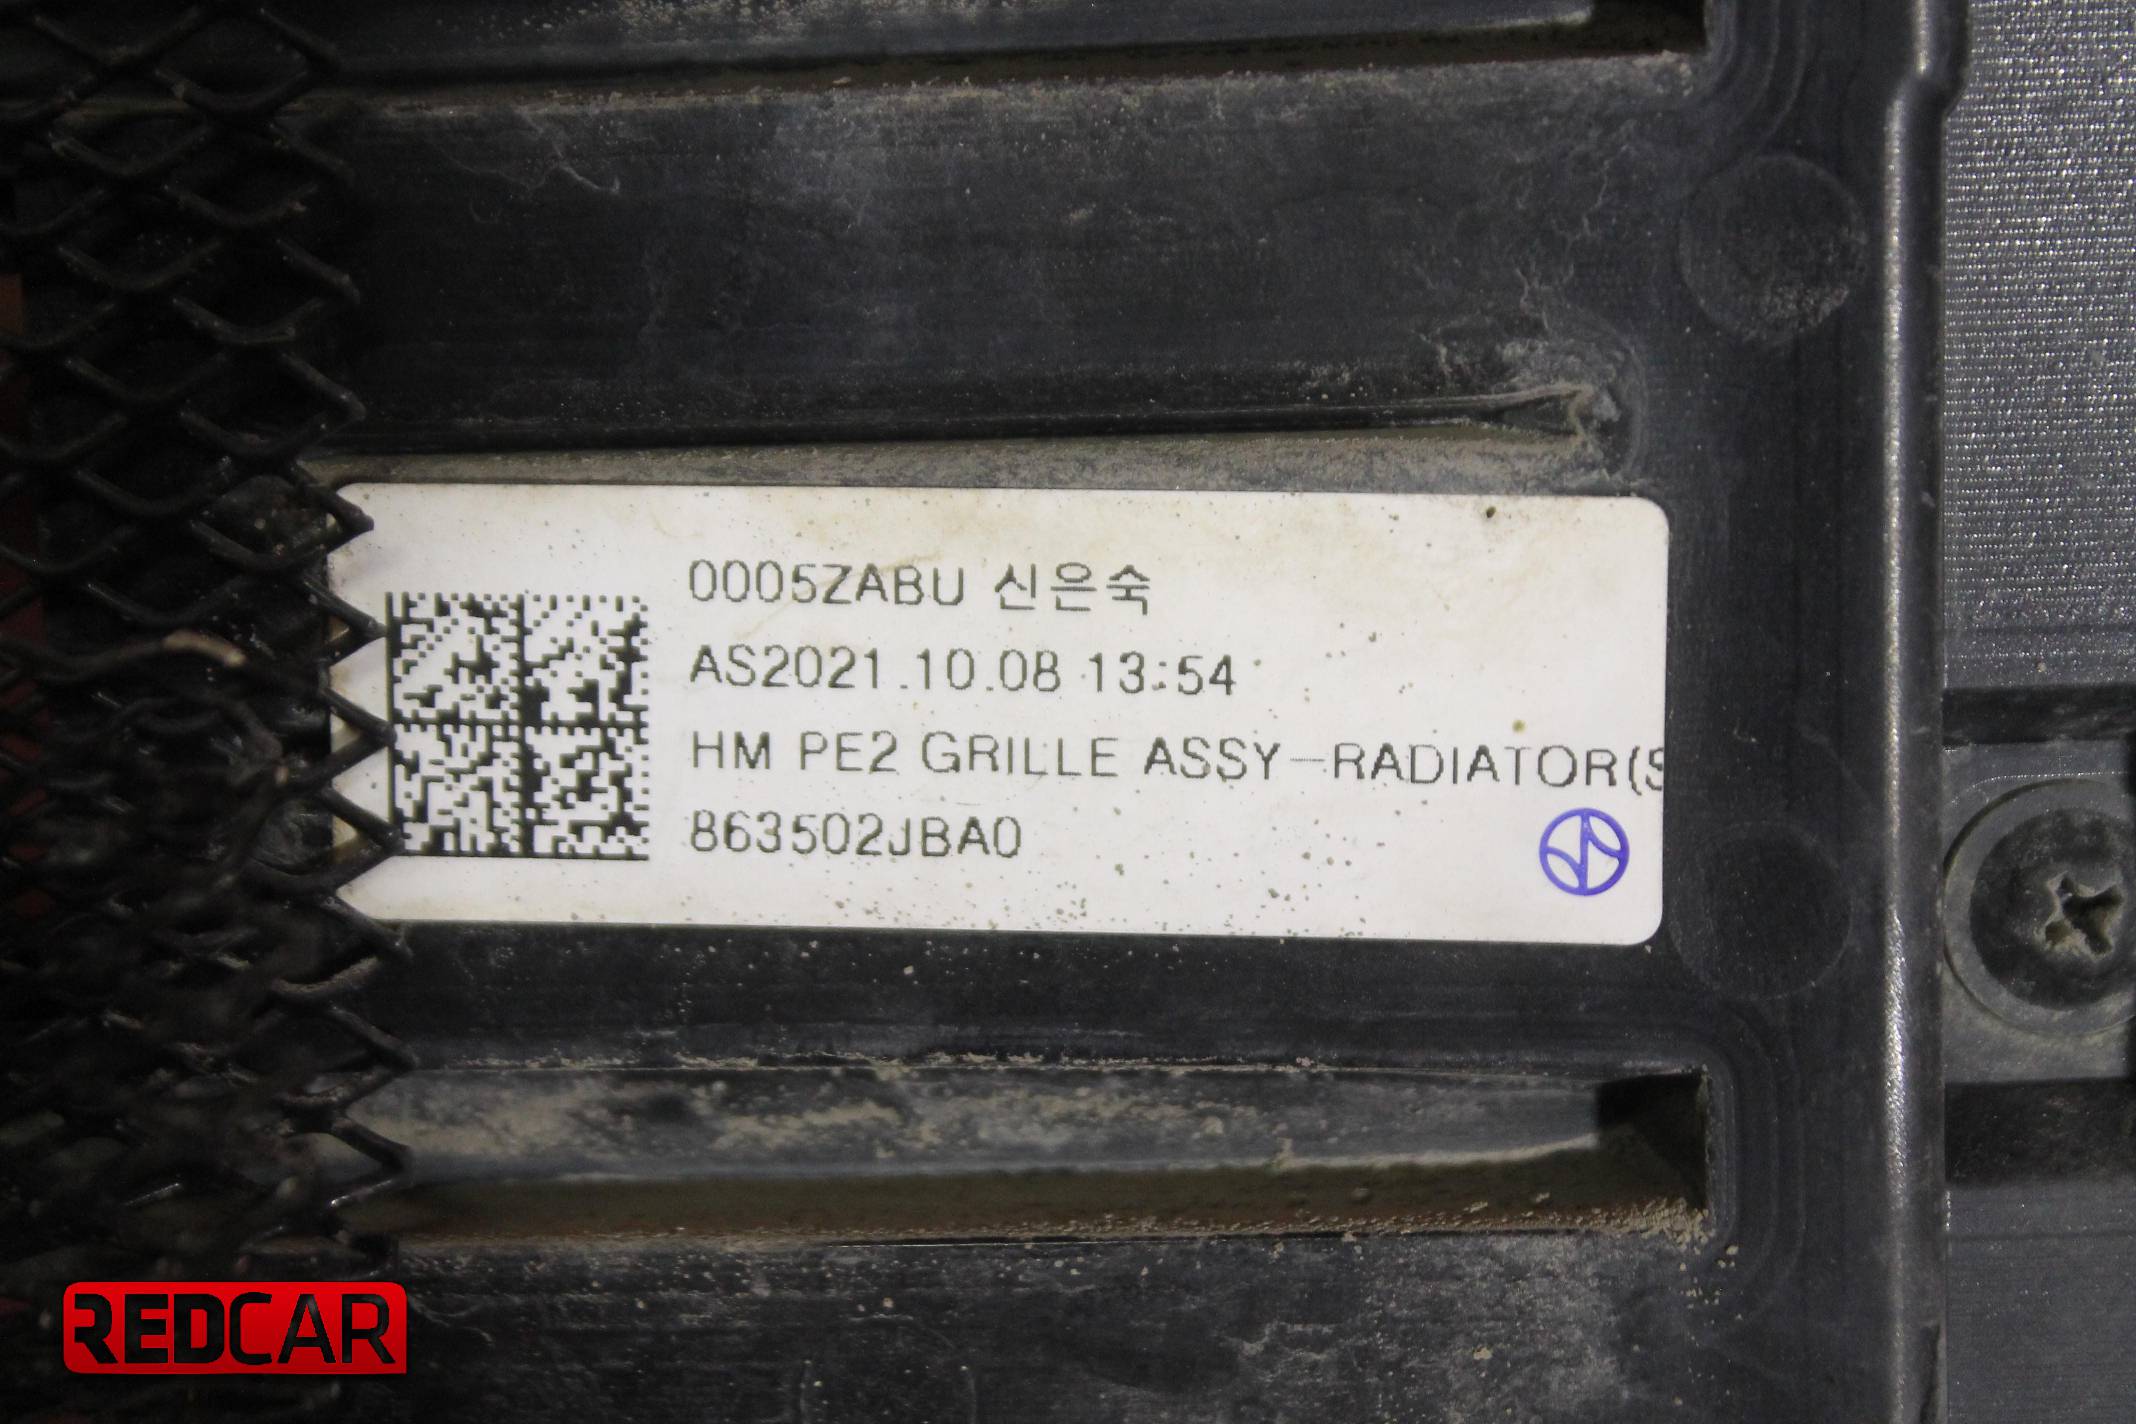 0005ZABU 신은숙
AS2021.10.08 13:54
HM PE2 GRILLE ASSY-RADIATOR(S
863502JBA0
REDCAR